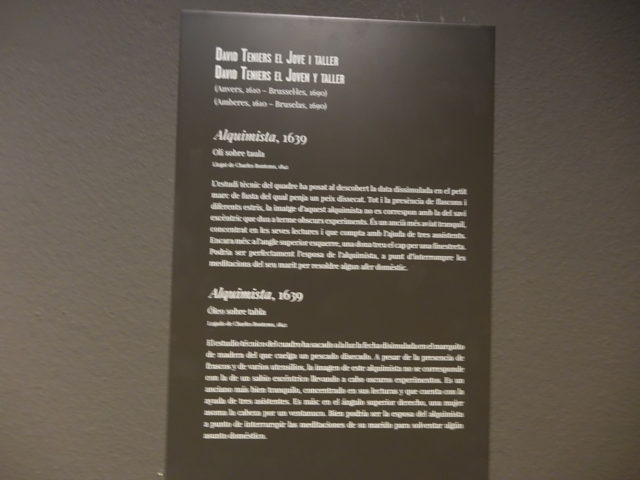 David Teniers el Jove i taller
David Teniers el Joven y taller
(Anvers, 1610 – Brussel·les, 1690)
(Amberes, 1610 – Bruselas, 1690)
Alquimista, 1639
Oli sobre taula
Llegat de Charles Bosteros,
L'estudi tècnic del quadre ha posat al descobert la data dissimulada en el petit
marc de fusta del qual penja un peix dissecat. Tot i la presència de flascons i
diferents estris, la imatge d'aquest alquimista no es correspon amb la del savi
excèntric que duu a terme obscurs experiments. És un ancià més aviat tranquil,
concentrat en les seves lectures i que compta amb l'ajuda de tres assistents.
Encara més: a l'angle superior esquerre, una dona treu el cap per una finestreta.
Podria ser perfectament l'esposa de l'alquimista, a punt d'interrompre les
meditacions del seu marit per resoldre algun afer domèstic.
Alquimista, 1639
Óleo sobre tabla
Legado de Charles Bosteros,
El estudio técnico del cuadro ha sacado a la luz la fecha disimulada en el marquito
de madera del que cuelga un pescado disecado. A pesar de la presencia de
frascos y de varios utensilios, la imagen de este alquimista no se corresponde
con la de un sabio excéntrico llevando a cabo oscuros experimentos. Es un
anciano más bien tranquilo, concentrado en sus lecturas y que cuenta con la
ayuda de tres asistentes. Es más: en el ángulo superior derecho, una mujer
asoma la cabeza por un ventanuco. Bien podría ser la esposa del alquimista
a punto de interrumpir las meditaciones de su marido para solventar algún
asunto doméstico.